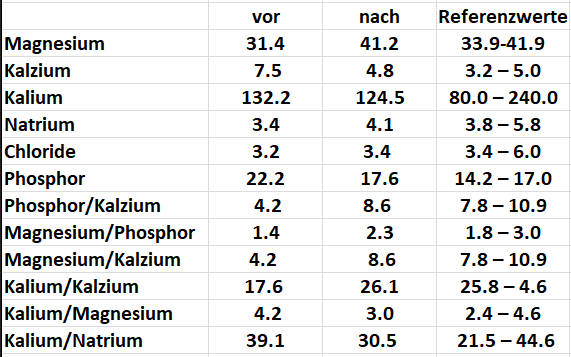 vor nach Referenzwerte
Magnesium 31.4 41.2 33.9-41.9
Kalzium 7.5 4.8 3.2 – 5.0
Kalium 132.2 124.5 80.0 – 240.0
Natrium 3.4 4.1 3.8 – 5.8
Chloride 3.2 3.4 3.4 – 6.0
Phosphor 22.2 17.6 14.2 – 17.0
Phosphor/Kalzium 4.2 8.6 7.8 – 10.9
Magnesium/Phosphor 1.4 2.3 1.8 – 3.0
Magnesium/Kalzium 4.2 8.6 7.8 – 10.9
Kalium/Kalzium 17.6 26.1 25.8 – 4.6
Kalium/Magnesium 4.2 3.0 2.4 – 4.6
Kalium/Natrium 39.1 30.5 21.5 – 44.6